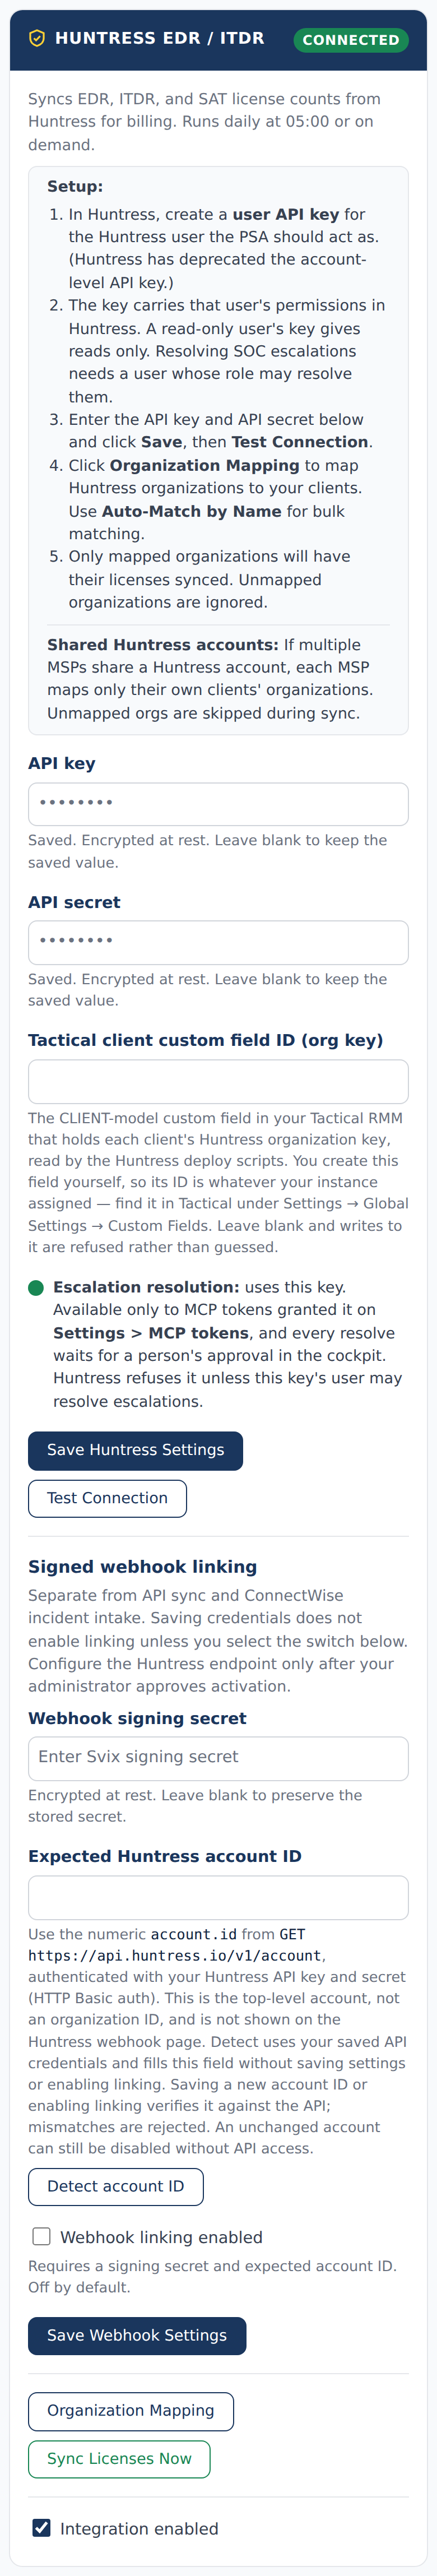 HUNTRESS EDR / ITDR
CONNECTED
Syncs EDR, ITDR, and SAT license counts from
Huntress for billing. Runs daily at 05:00 or on
demand.
Setup:
1. In Huntress, create a user API key for
the Huntress user the PSA should act as.
(Huntress has deprecated the account-
level API key.)
2. The key carries that user's permissions in
Huntress. A read-only user's key gives
reads only. Resolving SOC escalations
needs a user whose role may resolve
them.
3. Enter the API key and API secret below
and click Save, then Test Connection.
4. Click Organization Mapping to map
Huntress organizations to your clients.
Use Auto-Match by Name for bulk
matching.
5. Only mapped organizations will have
their licenses synced. Unmapped
organizations are ignored.
Shared Huntress accounts: If multiple
MSPs share a Huntress account, each MSP
maps only their own clients' organizations.
Unmapped orgs are skipped during sync.
API key
••••••••
Saved. Encrypted at rest. Leave blank to keep the
saved value.
API secret
••••••••
Saved. Encrypted at rest. Leave blank to keep the
saved value.
Tactical client custom field ID (org key)
The CLIENT-model custom field in your Tactical RMM
that holds each client's Huntress organization key,
read by the Huntress deploy scripts. You create this
field yourself, so its ID is whatever your instance
assigned — find it in Tactical under Settings → Global
Settings → Custom Fields. Leave blank and writes to
it are refused rather than guessed.
Escalation resolution: uses this key.
Available only to MCP tokens granted it on
Settings > MCP tokens, and every resolve
waits for a person's approval in the cockpit.
Huntress refuses it unless this key's user may
resolve escalations.
Save Huntress Settings
Test Connection
Signed webhook linking
Separate from API sync and ConnectWise
incident intake. Saving credentials does not
enable linking unless you select the switch below.
Configure the Huntress endpoint only after your
administrator approves activation.
Webhook signing secret
Enter Svix signing secret
Encrypted at rest. Leave blank to preserve the
stored secret.
Expected Huntress account ID
Use the numeric account.id from GET
https://api.huntress.io/v1/account,
authenticated with your Huntress API key and secret
(HTTP Basic auth). This is the top-level account, not
an organization ID, and is not shown on the
Huntress webhook page. Detect uses your saved API
credentials and fills this field without saving settings
or enabling linking. Saving a new account ID or
enabling linking verifies it against the API;
mismatches are rejected. An unchanged account
can still be disabled without API access.
Detect account ID
Webhook linking enabled
Requires a signing secret and expected account ID.
Off by default.
Save Webhook Settings
Organization Mapping
Sync Licenses Now
Integration enabled